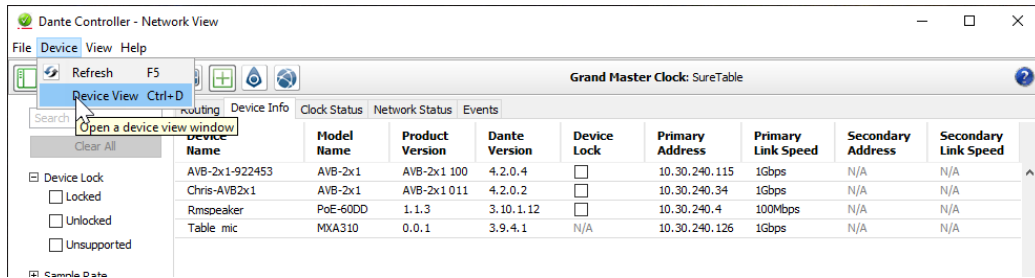 Dante Controller - Network View
File Device View Help
Refresh F5
Device View Ctrl+D
Open a device view window
Grand Master Clock: SureTable
?
Search
Clear All
Routing Device Info Clock Status Network Status Events
Device Name Model Name Product Version Dante Version Device Lock Primary Address Primary Link Speed Secondary Address Secondary Link Speed
AVB-2x1-922453 AVB-2x1 AVB-2x1 100 4.2.0.4 10.30.240.115 1Gbps N/A N/A
Chris-AVB2x1 AVB-2x1 AVB-2x1 011 4.2.0.2 10.30.240.34 1Gbps N/A N/A
Rmspeaker PoE-60DD 1.1.3 3.10.1.12 10.30.240.4 100Mbps N/A N/A
Table mic MXA310 0.0.1 3.9.4.1 N/A 10.30.240.126 1Gbps N/A N/A
Device Lock
Locked
Unlocked
Unsupported
Sample Rate